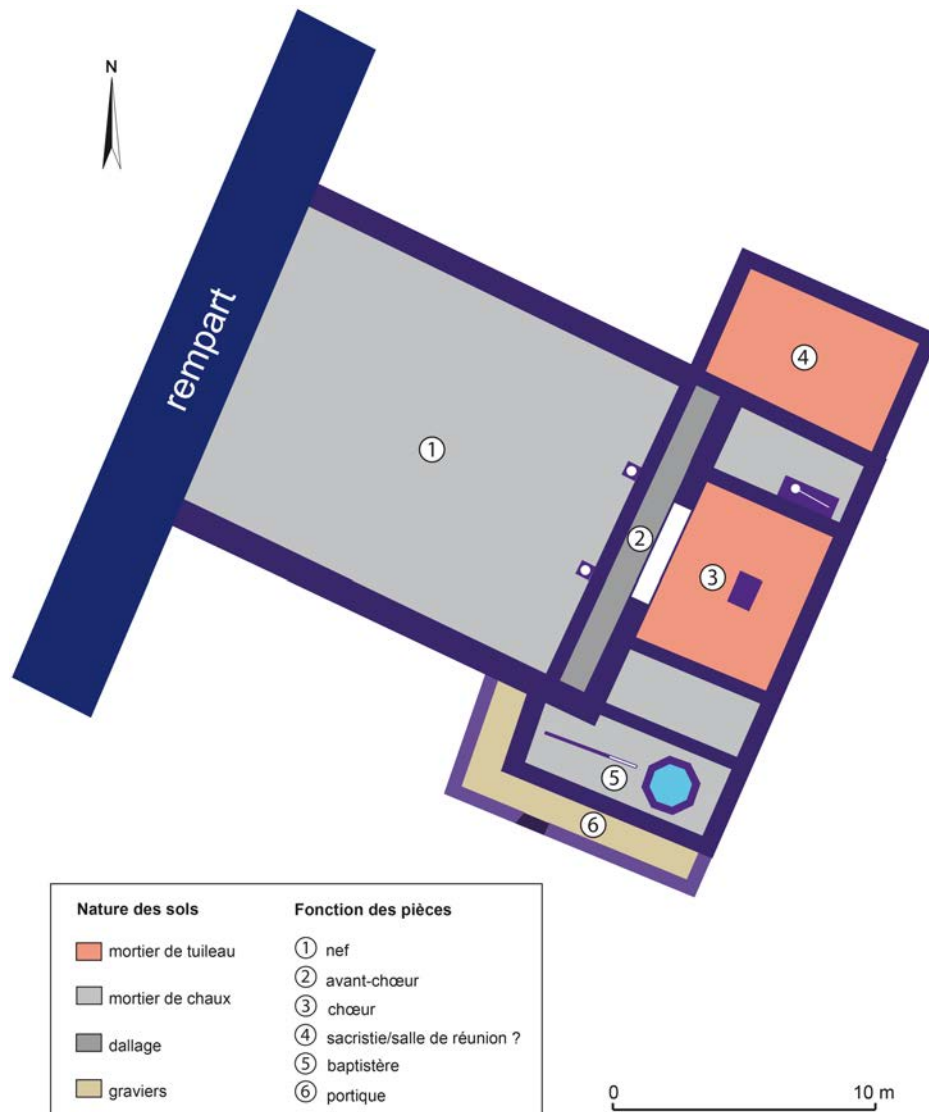 N
rempart
①
②
③
④
⑤
⑥
Nature des sols
mortier de tuileau
mortier de chaux
dallage
graviers
Fonction des pièces
① nef
② avant-chœur
③ chœur
④ sacristie/salle de réunion ?
⑤ baptistère
⑥ portique
0 10 m